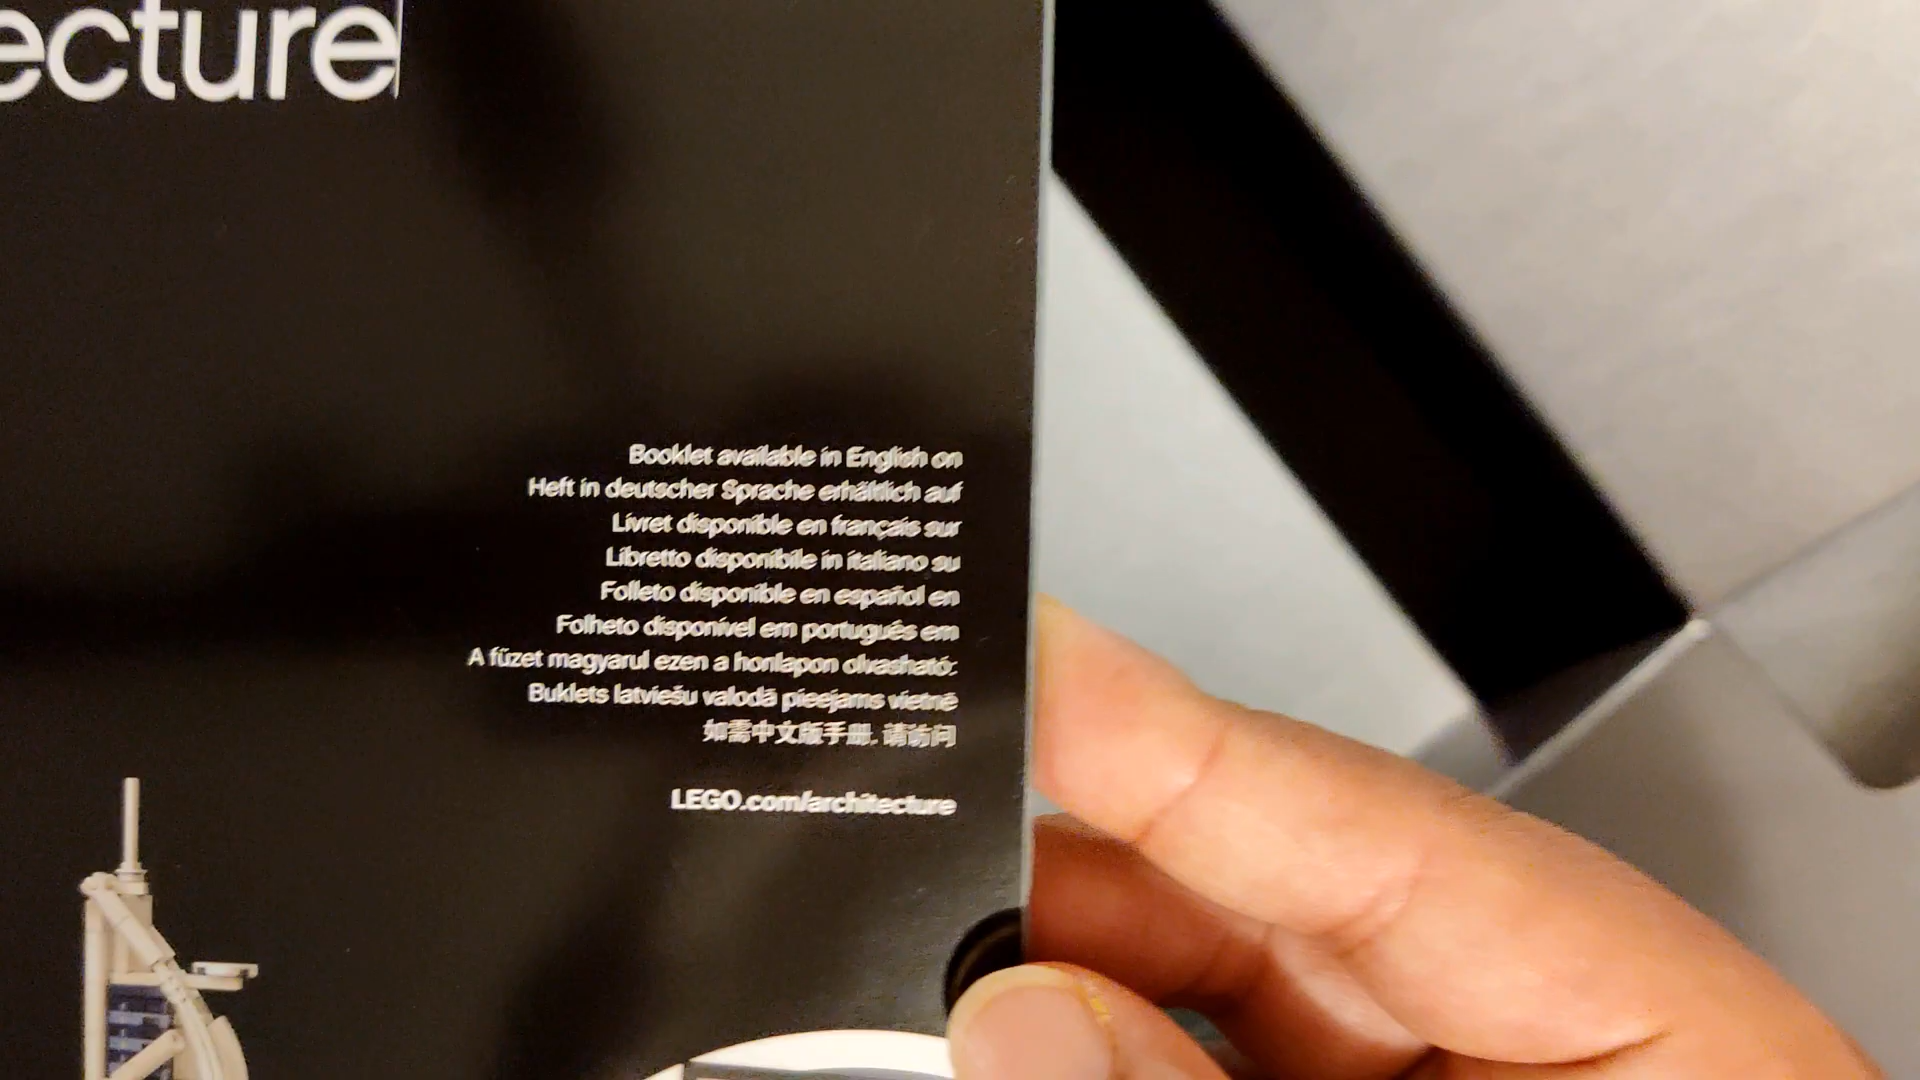 ecture
Booklet available in English on
Heft in deutscher Sprache erhältlich auf
Livret disponible en français sur
Libretto disponibile in italiano su
Folleto disponible en español en
Folheto disponível em português em
A füzet magyarul ezen a honlapon olvasható:
Buklets latviešu valodā pieejams vietnē
如需中文版手册, 请访问
LEGO.com/architecture